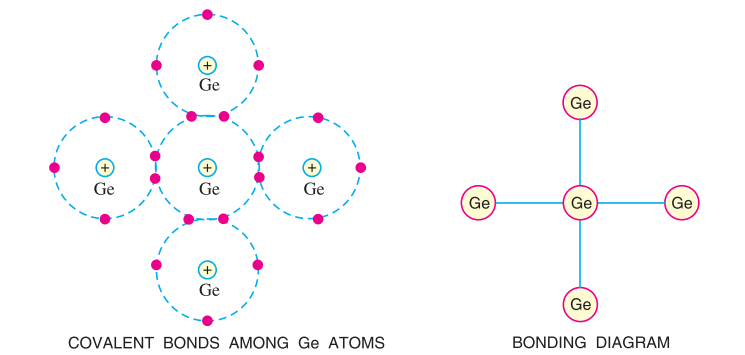 +
Ge
+
Ge
+
Ge
+
Ge
+
Ge
COVALENT BONDS AMONG Ge ATOMS
Ge
Ge
Ge
Ge
Ge
BONDING DIAGRAM